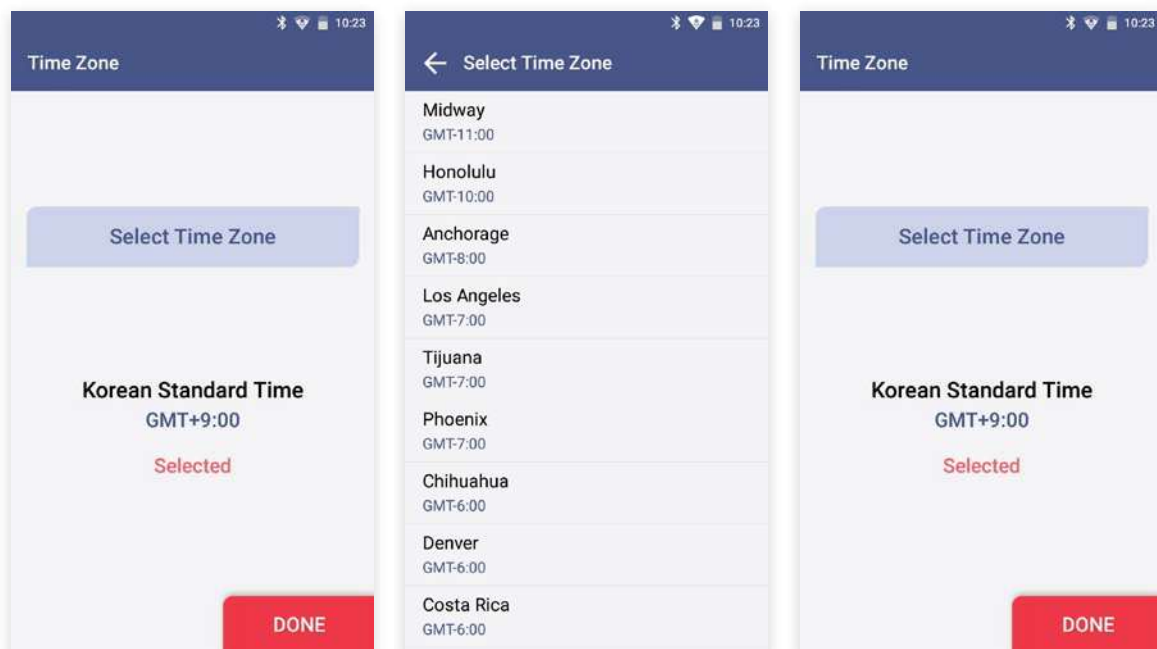 10:23
Time Zone
Select Time Zone
Korean Standard Time
GMT+9:00
Selected
DONE
10:23
Select Time Zone
Midway
GMT-11:00
Honolulu
GMT-10:00
Anchorage
GMT-8:00
Los Angeles
GMT-7:00
Tijuana
GMT-7:00
Phoenix
GMT-7:00
Chihuahua
GMT-6:00
Denver
GMT-6:00
Costa Rica
GMT-6:00
10:23
Time Zone
Select Time Zone
Korean Standard Time
GMT+9:00
Selected
DONE